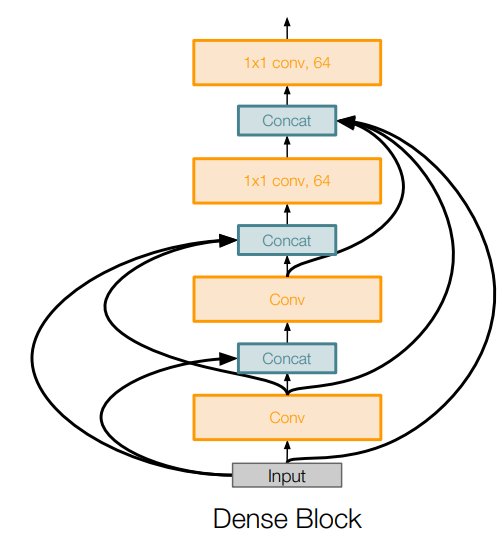 1x1 conv, 64
Concat
1x1 conv, 64
Concat
Conv
Concat
Conv
Input
Dense Block